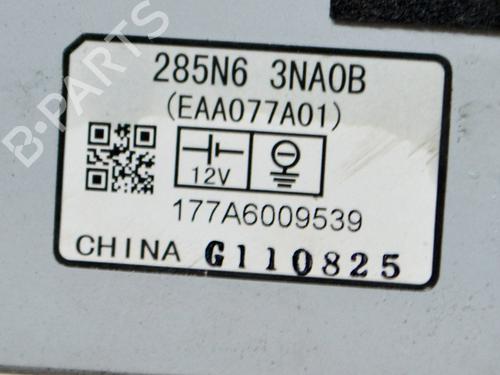 B-PARTS
285N6 3NA0B
(EAA077A01)
12V
177A6009539
CHINA G110825